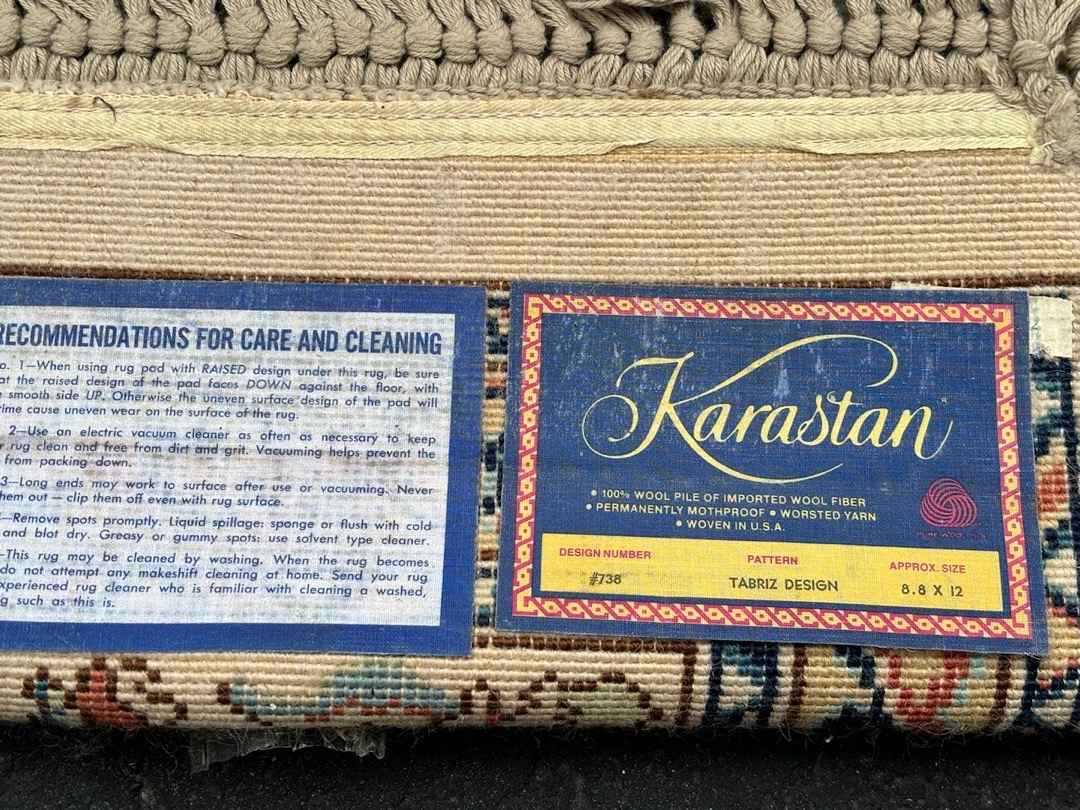 RECOMMENDATIONS FOR CARE AND CLEANING
1—When using rug pad with RAISED design under this rug, be sure
the raised design of the pad faces DOWN against the floor, with
smooth side UP. Otherwise the uneven surface design of the pad will
cause uneven wear on the surface of the rug.
2—Use an electric vacuum cleaner as often as necessary to keep
rug clean and free from dirt and grit. Vacuuming helps prevent the
from packing down.
3—Long ends may work to surface after use or vacuuming. Never
them out — clip them off even with rug surface.
—Remove spots promptly. Liquid spillage: sponge or flush with cold
and blot dry. Greasy or gummy spots: use solvent type cleaner.
—This rug may be cleaned by washing. When the rug becomes
do not attempt any makeshift cleaning at home. Send your rug
experienced rug cleaner who is familiar with cleaning a washed,
such as this is.
Karastan
• 100% WOOL PILE OF IMPORTED WOOL FIBER
• PERMANENTLY MOTHPROOF • WORSTED YARN
• WOVEN IN U.S.A.
DESIGN NUMBER PATTERN APPROX. SIZE
#738 TABRIZ DESIGN 8.8 X 12